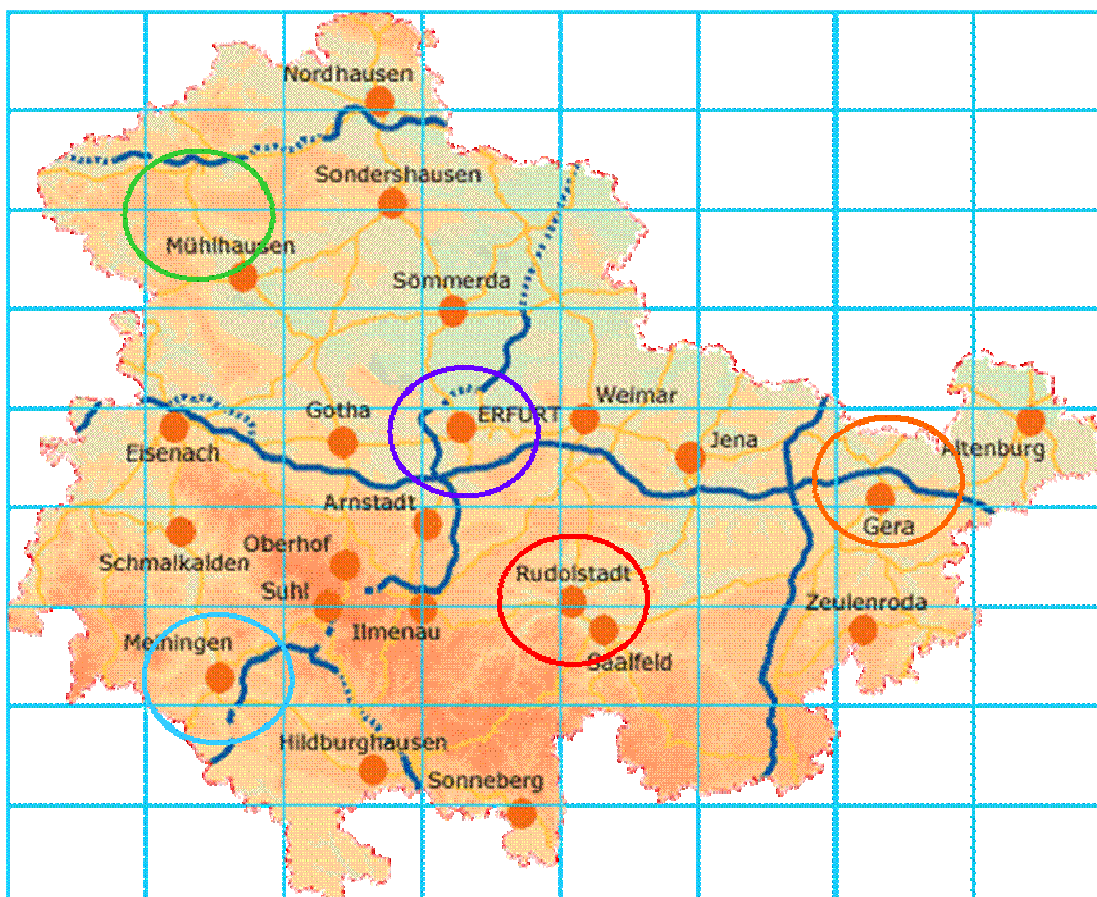 Nordhausen
Sondershausen
Mühlhausen
Sömmerda
Weimar
Gotha
ERFURT
Jena
Eisenach
Altenburg
Arnstadt
Gera
Oberhof
Schmalkalden
Rudolstadt
Suhl
Zeulenroda
Ilmenau
Meiningen
Saalfeld
Hildburghausen
Sonneberg